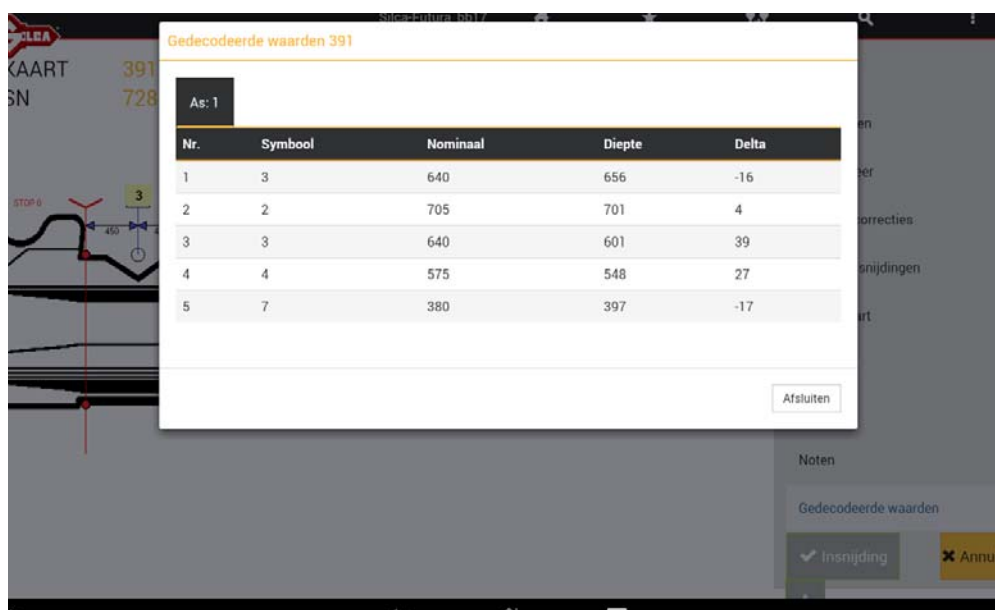 Silca-Futura bb17
SILCA
KAART 391
SN 728
Gedecodeerde waarden 391
As: 1
Nr. Symbool Nominaal Diepte Delta
1 3 640 656 -16
2 2 705 701 4
3 3 640 601 39
4 4 575 548 27
5 7 380 397 -17
Afsluiten
STOP 0
3
450
en
eer
orrecties
snijdingen
art
Noten
Gedecodeerde waarden
Insnijding
Annu